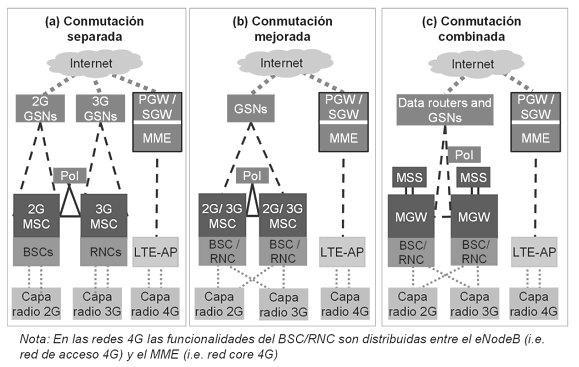 (a) Conmutación
separada
Internet
2G
GSNs
3G
GSNs
PGW /
SGW
MME
PoI
2G
MSC
3G
MSC
BSCs
RNCs
LTE-AP
Capa
radio 2G
Capa
radio 3G
Capa
radio 4G
(b) Conmutación
mejorada
Internet
GSNs
PGW /
SGW
MME
PoI
2G/ 3G
MSC
2G/ 3G
MSC
BSC /
RNC
BSC /
RNC
LTE-AP
Capa
radio 2G
Capa
radio 3G
Capa
radio 4G
(c) Conmutación
combinada
Internet
Data routers and
GSNs
PGW /
SGW
MME
PoI
MSS
MSS
MGW
MGW
BSC/
RNC
BSC/
RNC
LTE-AP
Capa
radio 2G
Capa
radio 3G
Capa
radio 4G
Nota: En las redes 4G las funcionalidades del BSC/RNC son distribuidas entre el eNodeB (i.e.
red de acceso 4G) y el MME (i.e. red core 4G)